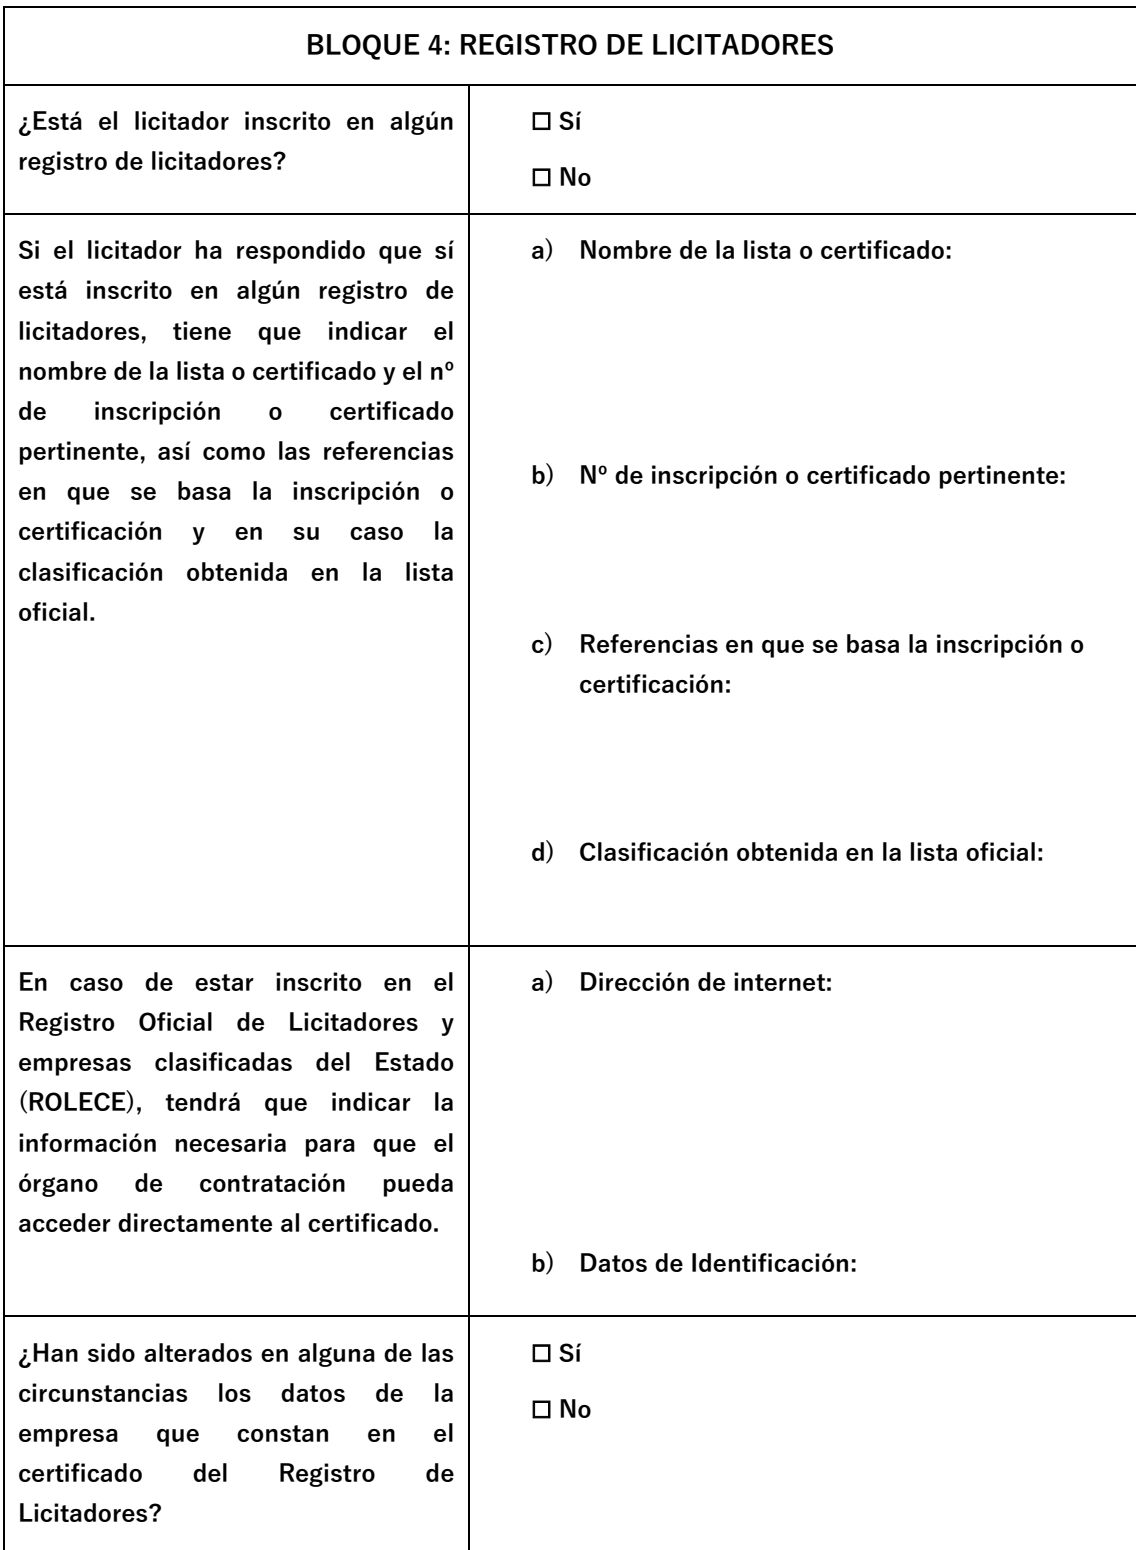 BLOQUE 4: REGISTRO DE LICITADORES
¿Está el licitador inscrito en algún
registro de licitadores?
☐ Sí
☐ No
Si el licitador ha respondido que sí
está inscrito en algún registro de
licitadores, tiene que indicar el
nombre de la lista o certificado y el nº
de inscripción o certificado
pertinente, así como las referencias
en que se basa la inscripción o
certificación y en su caso la
clasificación obtenida en la lista
oficial.
a) Nombre de la lista o certificado:
b) Nº de inscripción o certificado pertinente:
c) Referencias en que se basa la inscripción o
certificación:
d) Clasificación obtenida en la lista oficial:
En caso de estar inscrito en el
Registro Oficial de Licitadores y
empresas clasificadas del Estado
(ROLECE), tendrá que indicar la
información necesaria para que el
órgano de contratación pueda
acceder directamente al certificado.
a) Dirección de internet:
b) Datos de Identificación:
¿Han sido alterados en alguna de las
circunstancias los datos de la
empresa que constan en el
certificado del Registro de
Licitadores?
☐ Sí
☐ No